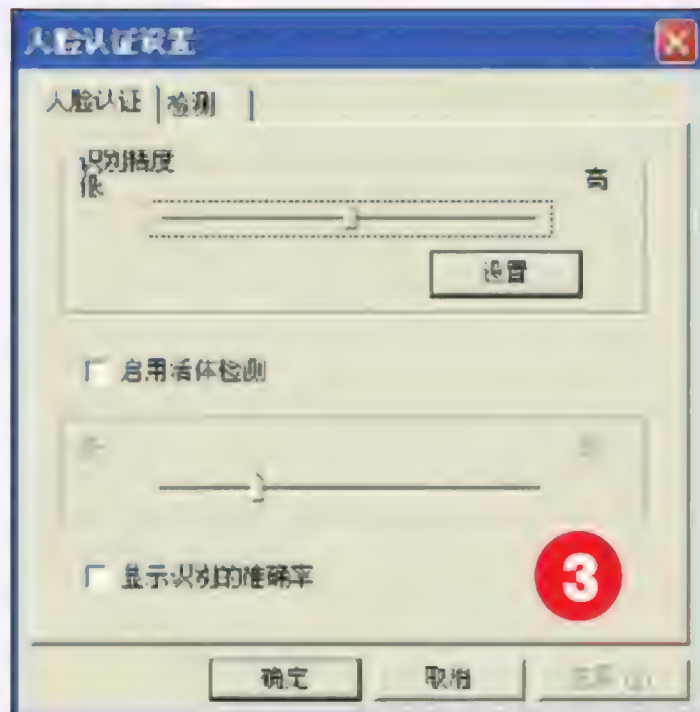 人脸认证设置
人脸认证 检测
识别精度
低 高
设置
启用活体检测
显示识别的准确率
3
确定 取消